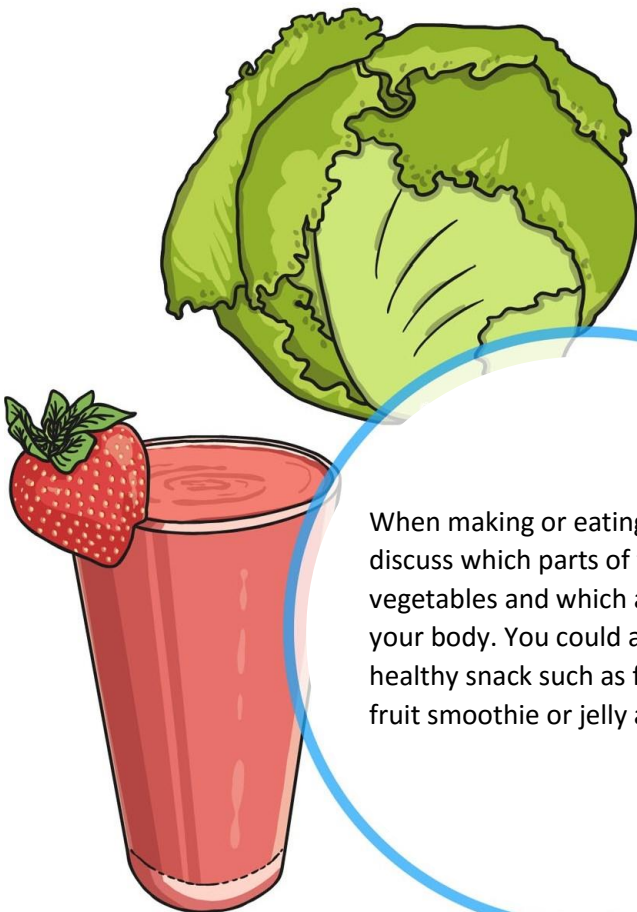 When making or eating
discuss which parts of
vegetables and which
your body. You could
healthy snack such as
fruit smoothie or jelly